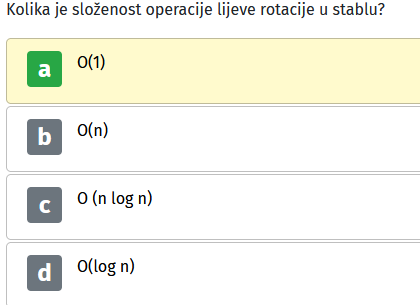 Kolika je složenost operacije lijeve rotacije u stablu?
a O(1)
b O(n)
c O (n log n)
d O(log n)